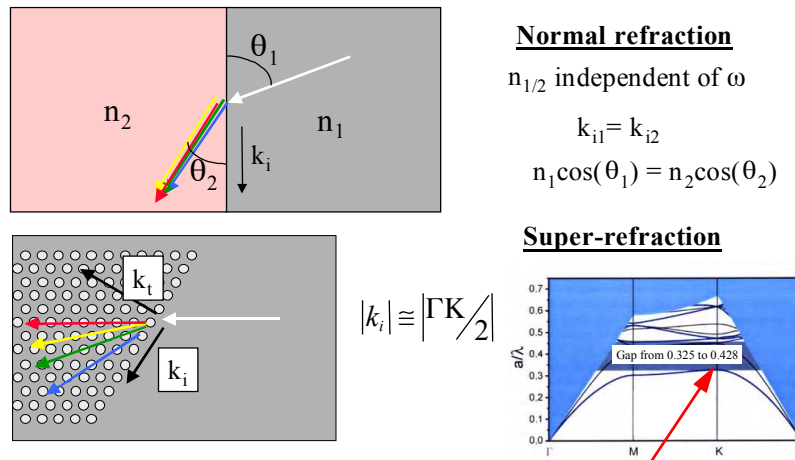 Normal refraction
θ1
n2
n1
ki
θ2
n1/2 independent of ω
ki1= ki2
n1cos(θ1) = n2cos(θ2)
Super-refraction
kt
ki
|ki| ≅ |ΓK/2|
a/λ
0.7
0.6
0.5
0.4
0.3
0.2
0.1
0.0
Gap from 0.325 to 0.428
Γ
M
K